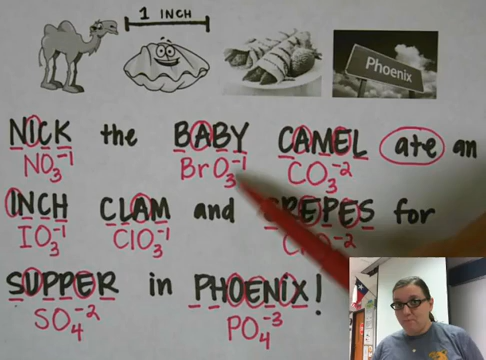 1 INCH
Phoenix
NICK the BABY CAMEL ate an
NO₃⁻¹ BrO₃⁻¹ CO₃⁻²
INCH CLAM and CREPES for
IO₃⁻¹ ClO₃⁻¹
SUPPER in PHOENiX!
SO₄⁻² PO₄⁻³